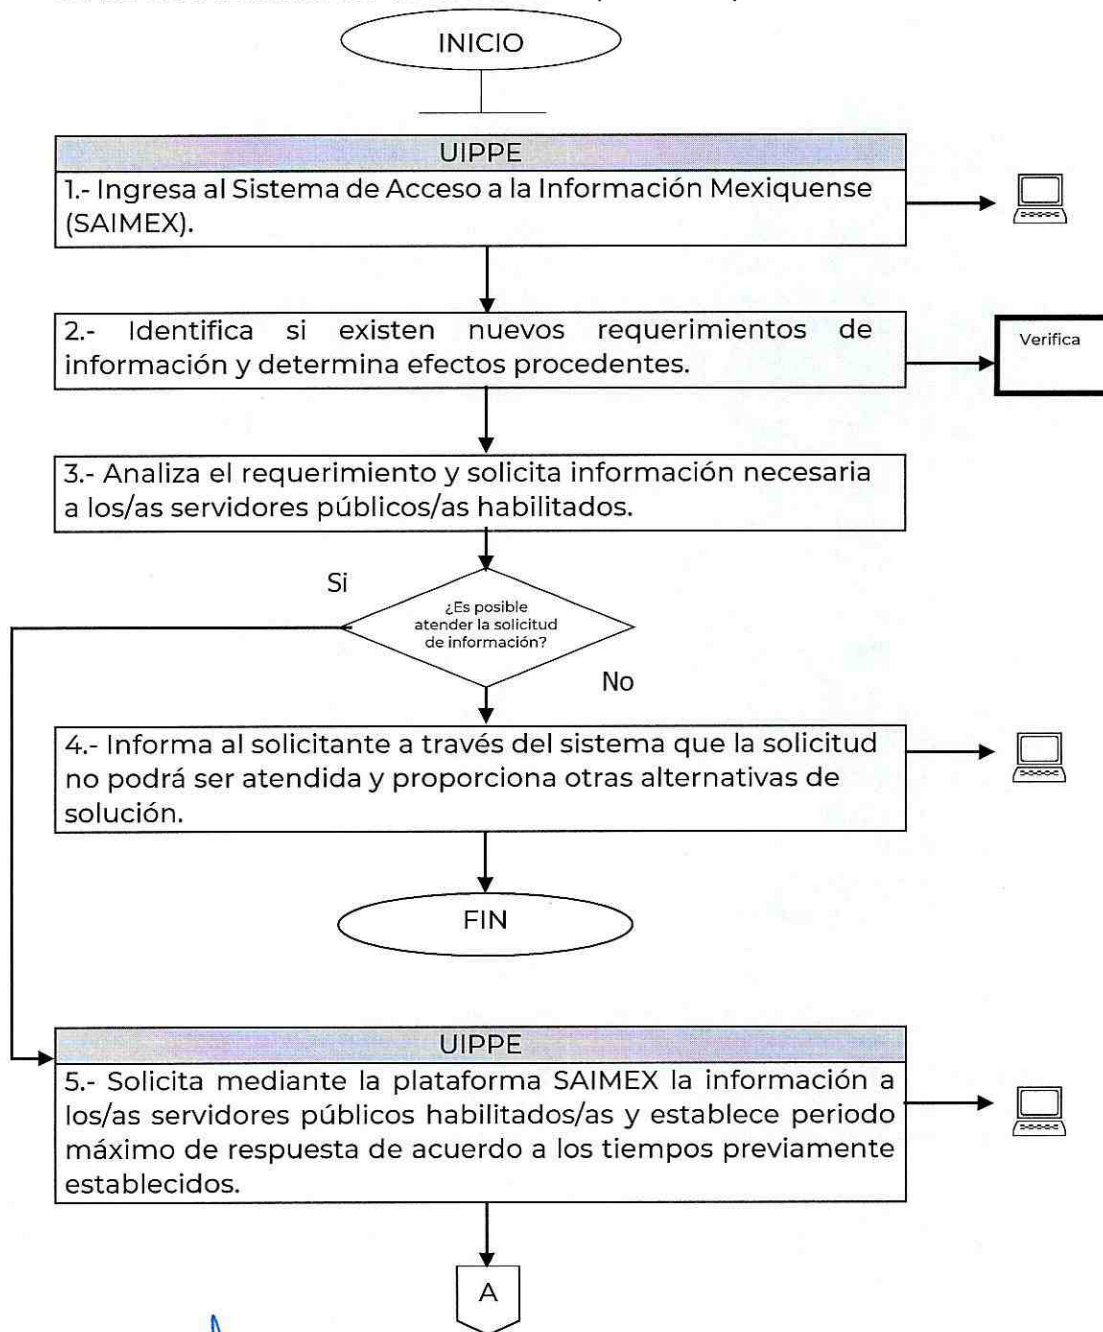 INICIO
UIPPE
1.- Ingresa al Sistema de Acceso a la Información Mexiquense
(SAIMEX).
2.- Identifica si existen nuevos requerimientos de
información y determina efectos procedentes.
Verifica
3.- Analiza el requerimiento y solicita información necesaria
a los/as servidores públicos/as habilitados.
Si
¿Es posible
atender la solicitud
de información?
No
4.- Informa al solicitante a través del sistema que la solicitud
no podrá ser atendida y proporciona otras alternativas de
solución.
FIN
UIPPE
5.- Solicita mediante la plataforma SAIMEX la información a
los/as servidores públicos habilitados/as y establece periodo
máximo de respuesta de acuerdo a los tiempos previamente
establecidos.
A